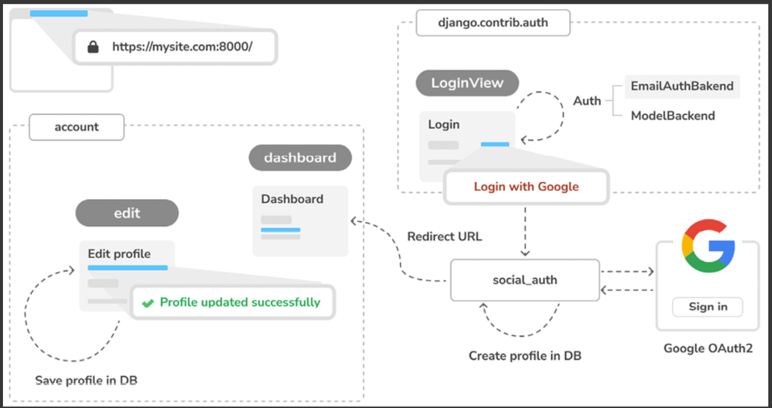 https://mysite.com:8000/
django.contrib.auth
LoginView
Login
Auth
EmailAuthBakend
ModelBackend
Login with Google
account
dashboard
Dashboard
edit
Edit profile
Profile updated successfully
Save profile in DB
Redirect URL
social_auth
Create profile in DB
Sign in
Google OAuth2